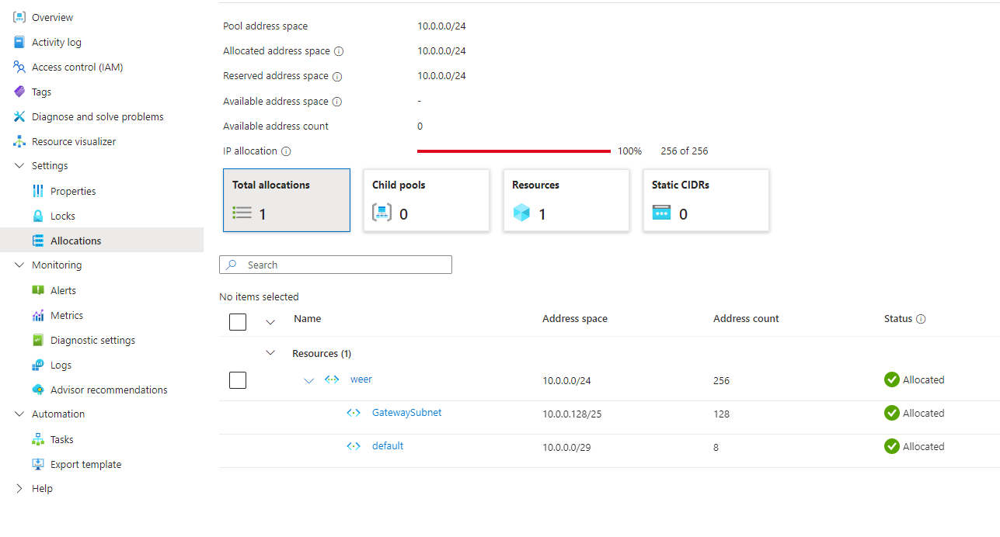 Overview
Activity log
Access control (IAM)
Tags
Diagnose and solve problems
Resource visualizer
Settings
Properties
Locks
Allocations
Monitoring
Alerts
Metrics
Diagnostic settings
Logs
Advisor recommendations
Automation
Tasks
Export template
Help
Pool address space 10.0.0.0/24
Allocated address space 10.0.0.0/24
Reserved address space 10.0.0.0/24
Available address space -
Available address count 0
IP allocation 100% 256 of 256
Total allocations Child pools Resources Static CIDRs
1 0 1 0
Search
No items selected
Name Address space Address count Status
Resources (1)
weer 10.0.0.0/24 256 Allocated
GatewaySubnet 10.0.0.128/25 128 Allocated
default 10.0.0.0/29 8 Allocated